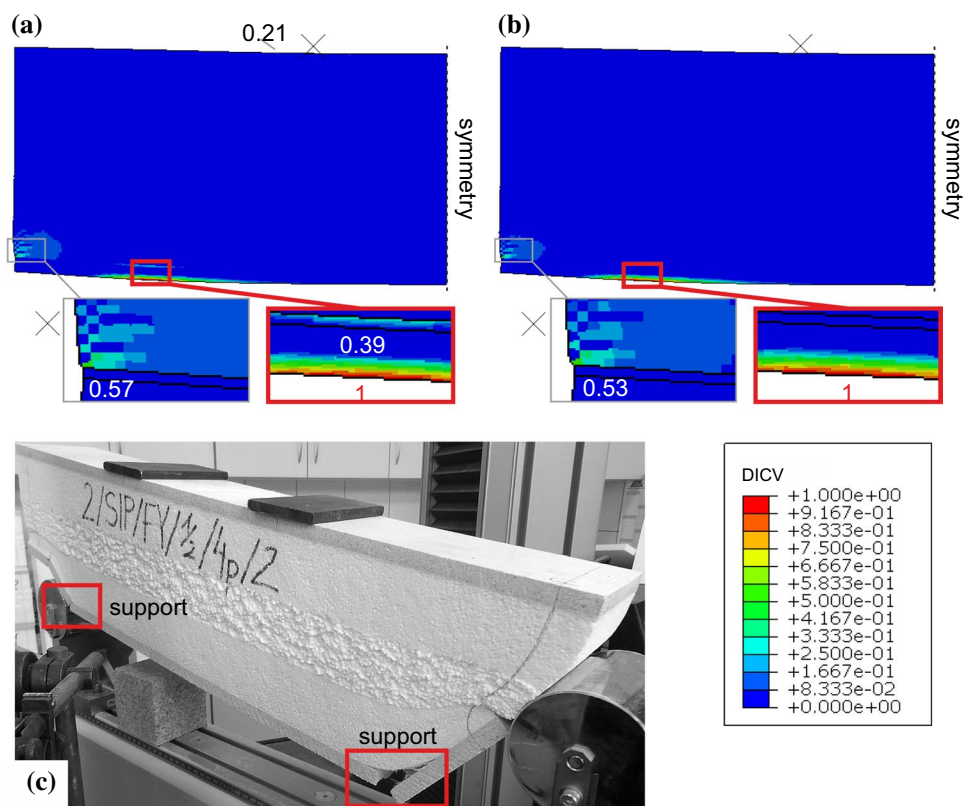 (a)
0.21
symmetry
0.57
0.39
1
(b)
symmetry
0.53
1
2/SIP/FY/1/2/4p/2
support
support
(c)
DICV
+1.000e+00
+9.167e-01
+8.333e-01
+7.500e-01
+6.667e-01
+5.833e-01
+5.000e-01
+4.167e-01
+3.333e-01
+2.500e-01
+1.667e-01
+8.333e-02
+0.000e+00